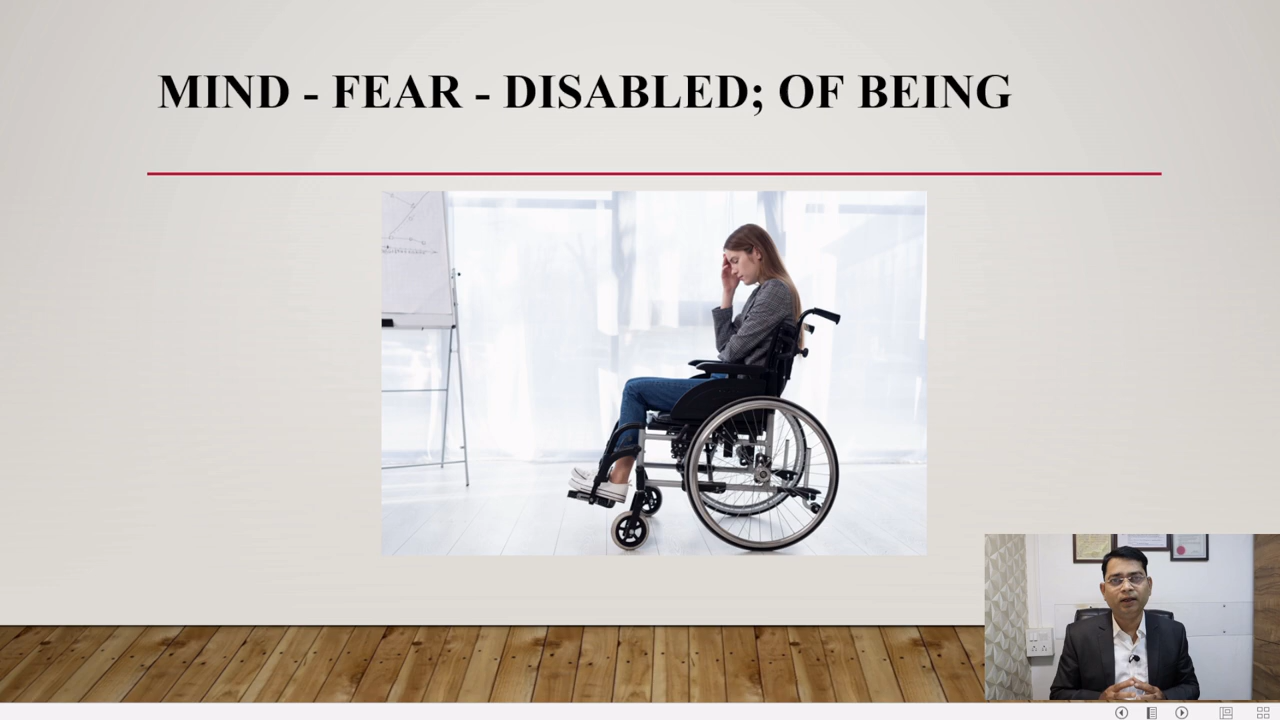 MIND - FEAR - DISABLED; OF BEING